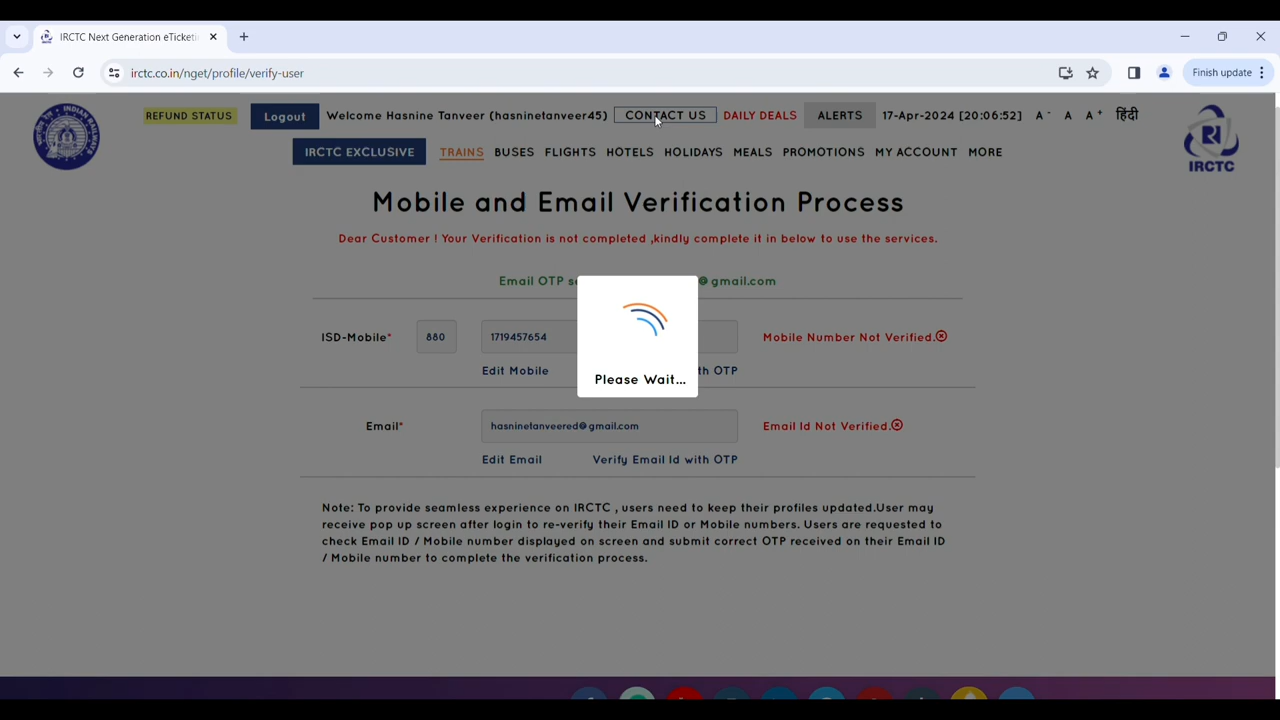 IRCTC Next Generation eTicketi
irctc.co.in/nget/profile/verify-user
Finish update
REFUND STATUS Logout Welcome Hasnine Tanveer (hasninetanveer45) CONTACT US DAILY DEALS ALERTS 17-Apr-2024 [20:06:52] A- A A+ हिंदी
IRCTC EXCLUSIVE TRAINS BUSES FLIGHTS HOTELS HOLIDAYS MEALS PROMOTIONS MY ACCOUNT MORE
IRCTC
Mobile and Email Verification Process
Dear Customer ! Your Verification is not completed ,kindly complete it in below to use the services.
Email OTP @gmail.com
ISD-Mobile* 880 1719457654 Mobile Number Not Verified.
Edit Mobile OTP
Please Wait...
Email* hasninetanveered@gmail.com Email Id Not Verified.
Edit Email Verify Email Id with OTP
Note: To provide seamless experience on IRCTC , users need to keep their profiles updated.User may
receive pop up screen after login to re-verify their Email ID or Mobile numbers. Users are requested to
check Email ID / Mobile number displayed on screen and submit correct OTP received on their Email ID
/ Mobile number to complete the verification process.